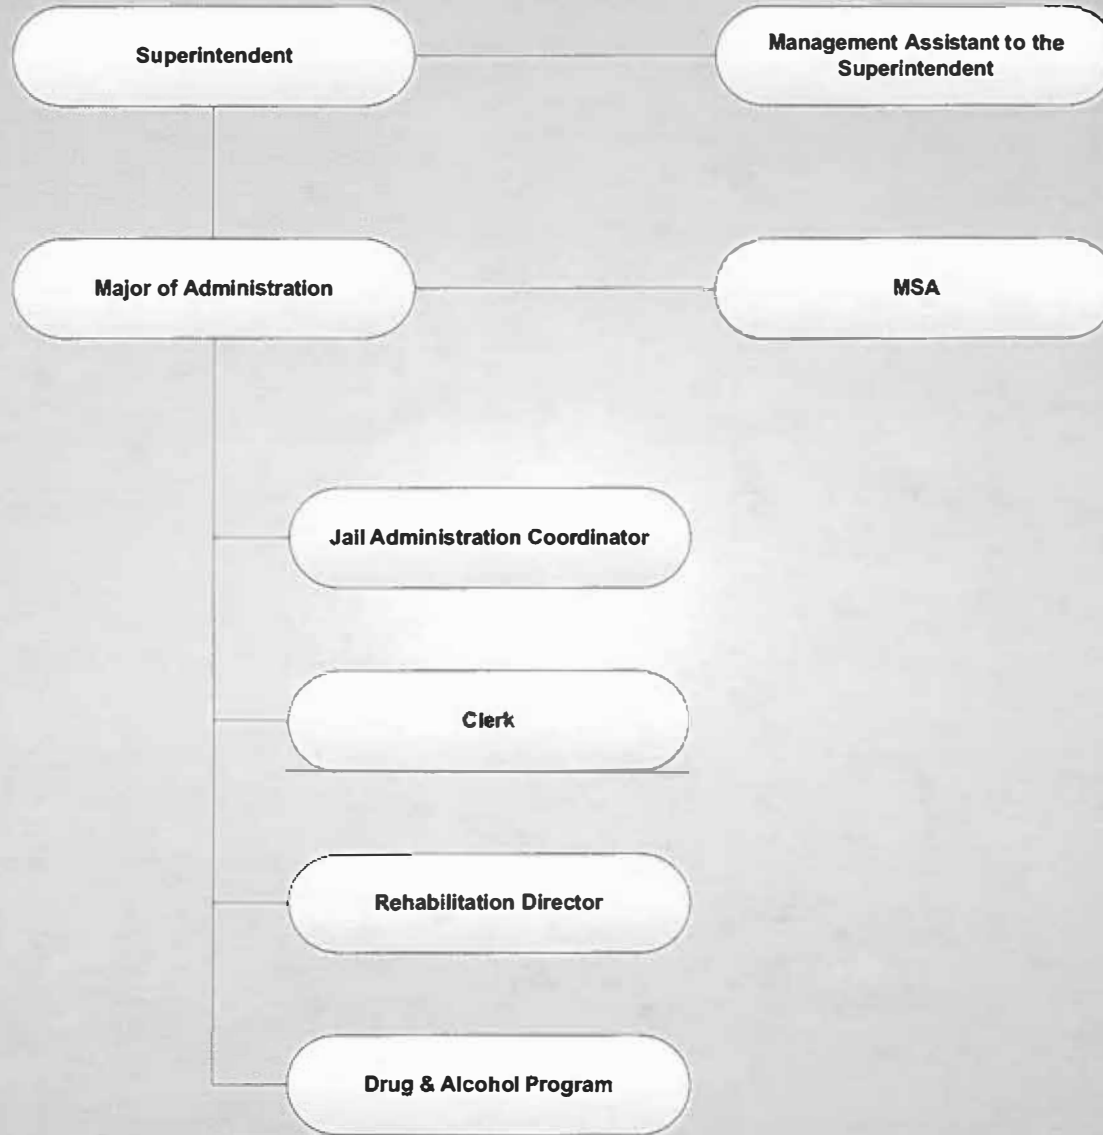 Superintendent
Management Assistant to the
Superintendent
Major of Administration
MSA
Jail Administration Coordinator
Clerk
Rehabilitation Director
Drug & Alcohol Program